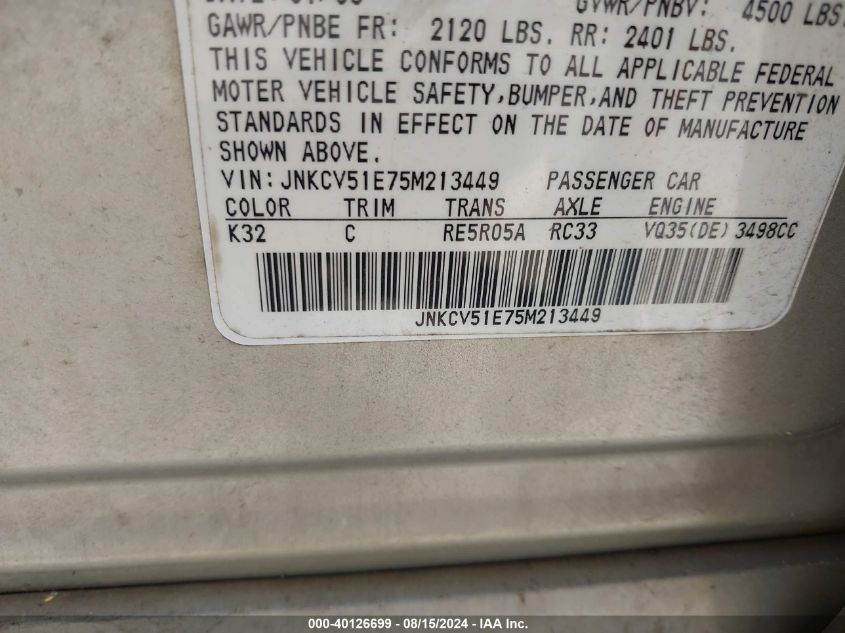 GVWR/PNBV: 4500 LBS.
GAWR/PNBE FR: 2120 LBS. RR: 2401 LBS.
THIS VEHICLE CONFORMS TO ALL APPLICABLE FEDERAL
MOTER VEHICLE SAFETY,BUMPER,AND THEFT PREVENTION
STANDARDS IN EFFECT ON THE DATE OF MANUFACTURE
SHOWN ABOVE.
VIN: JNKCV51E75M213449 PASSENGER CAR
COLOR TRIM TRANS AXLE ENGINE
K32 C RE5R05A RC33 VQ35(DE) 3498CC
JNKCV51E75M213449
000-40126699 - 08/15/2024 - IAA Inc.